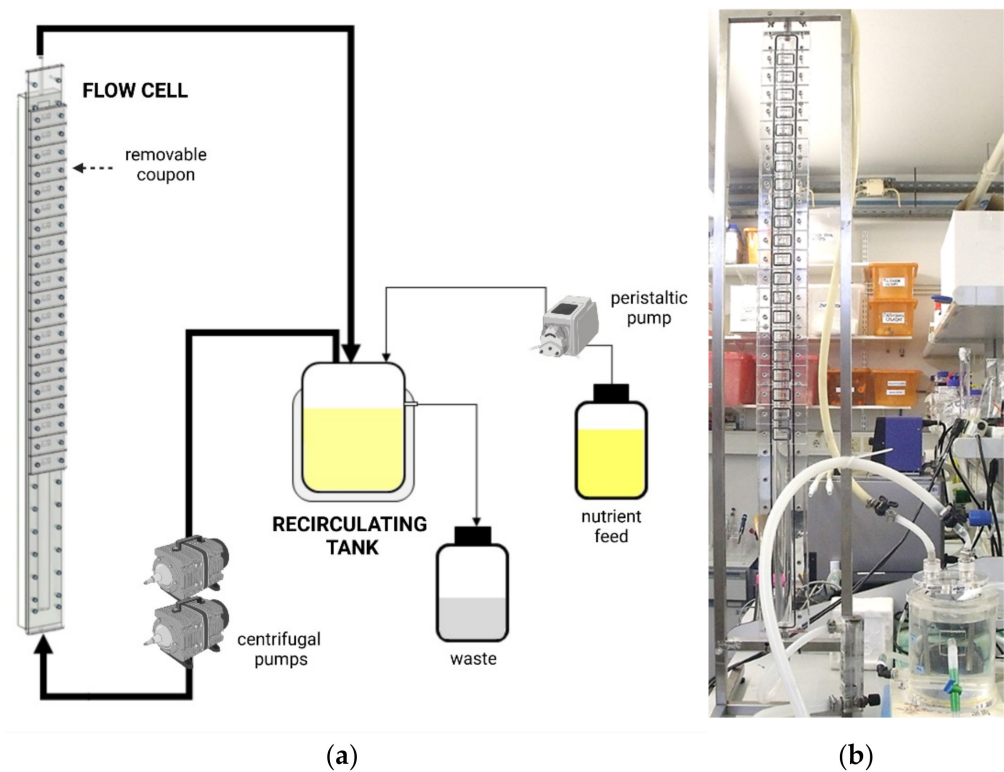 FLOW CELL
removable
coupon
peristaltic
pump
nutrient
feed
RECIRCULATING
TANK
centrifugal
pumps
waste
(a)
(b)